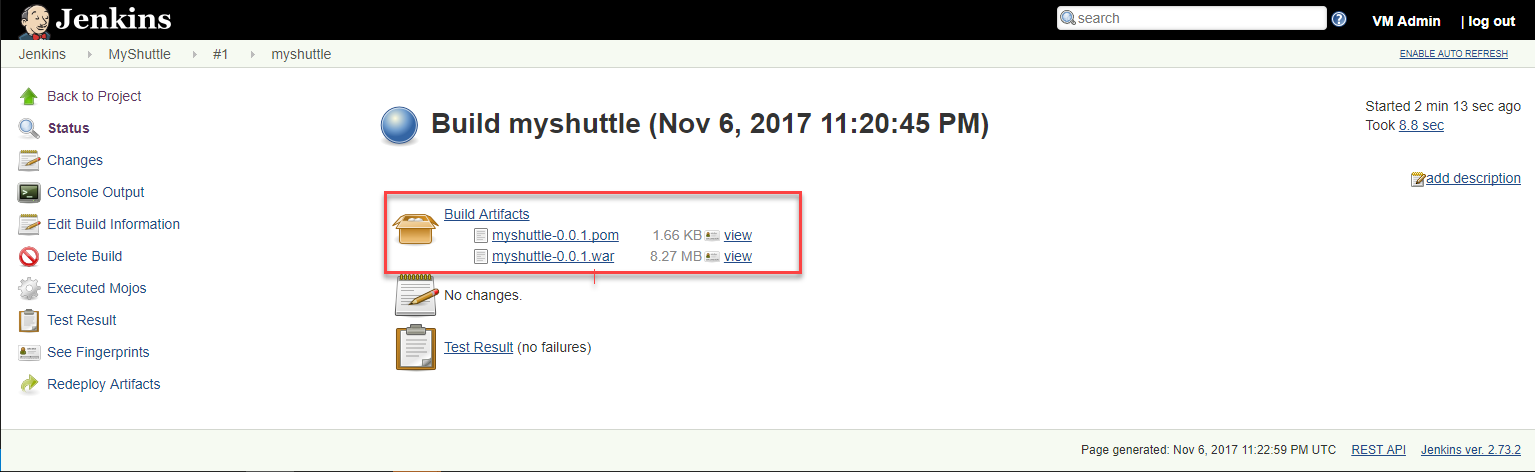 Jenkins
search
VM Admin | log out
Jenkins MyShuttle #1 myshuttle
ENABLE AUTO REFRESH
Back to Project
Status
Changes
Console Output
Edit Build Information
Delete Build
Executed Mojos
Test Result
See Fingerprints
Redeploy Artifacts
Build myshuttle (Nov 6, 2017 11:20:45 PM)
Started 2 min 13 sec ago
Took 8.8 sec
add description
Build Artifacts
myshuttle-0.0.1.pom 1.66 KB view
myshuttle-0.0.1.war 8.27 MB view
No changes.
Test Result (no failures)
Page generated: Nov 6, 2017 11:22:59 PM UTC REST API Jenkins ver. 2.73.2